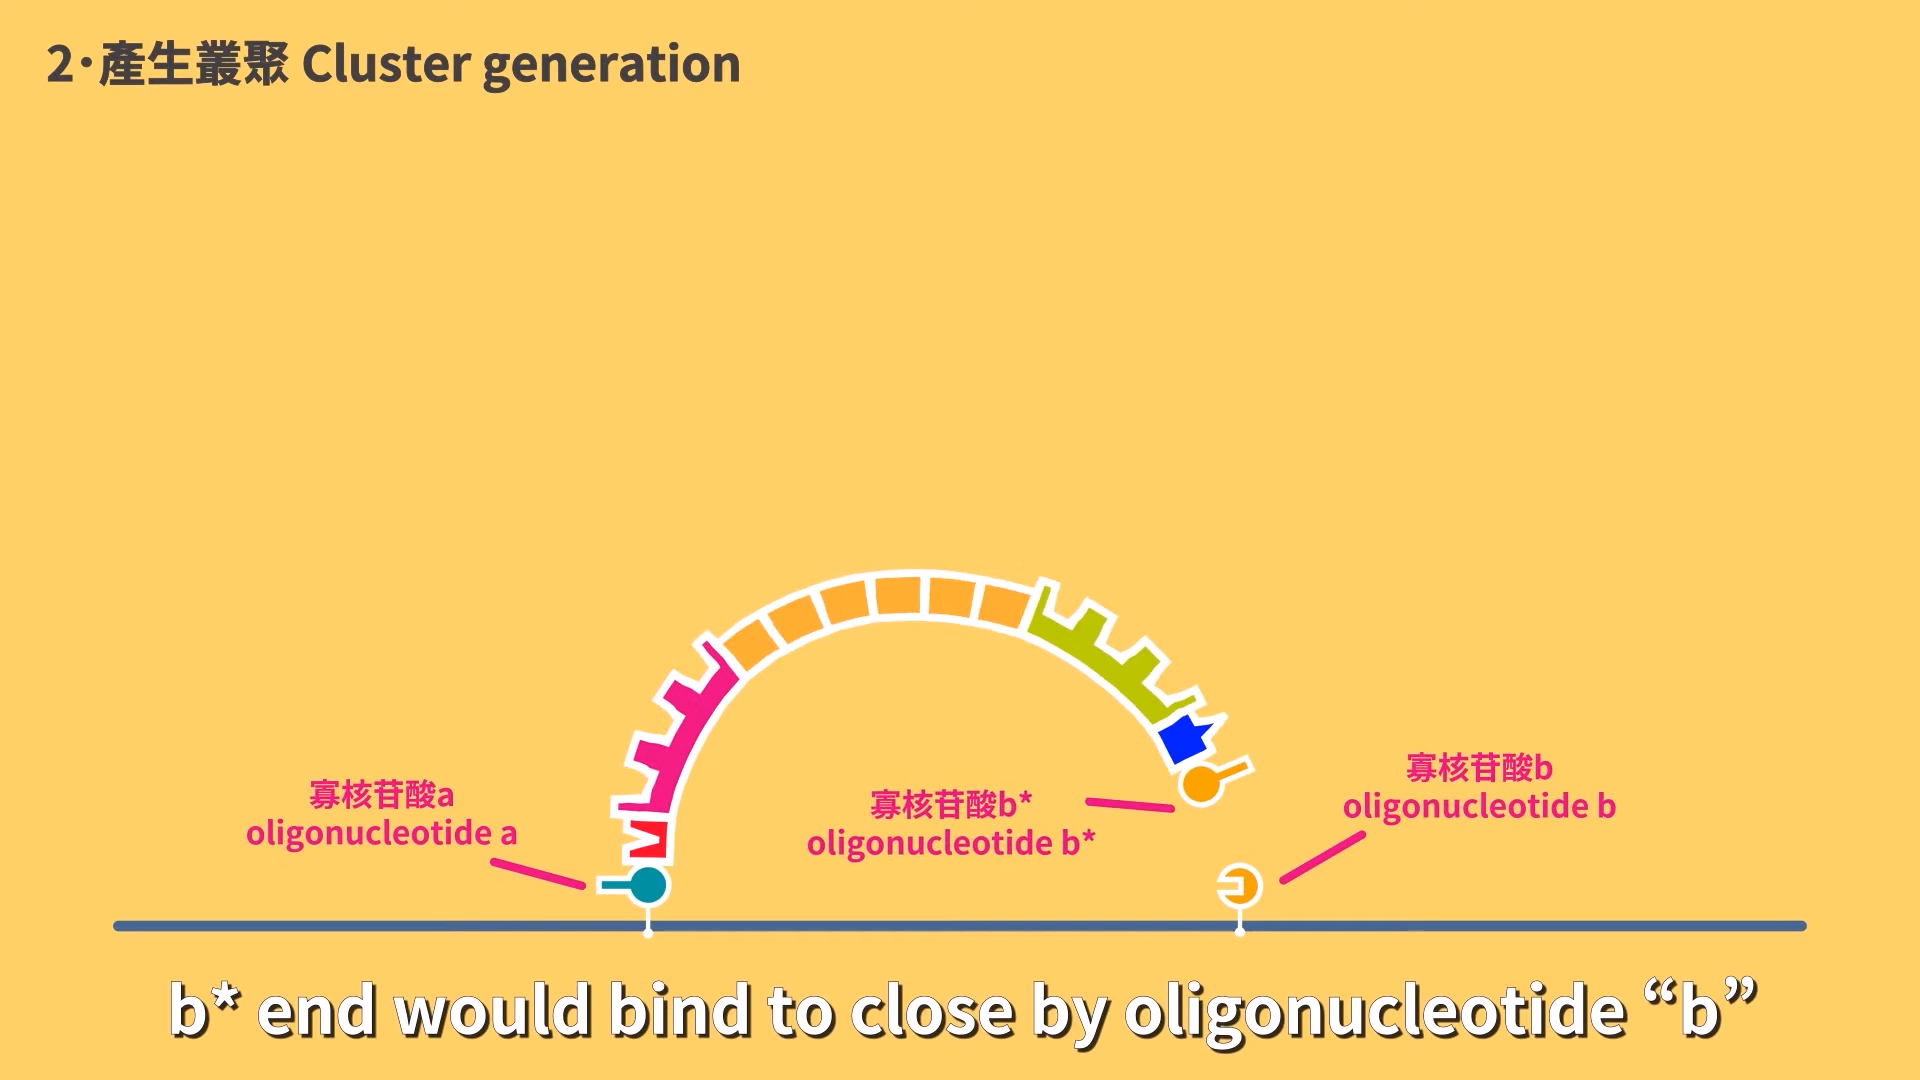 2·產生叢聚 Cluster generation
寡核苷酸a
oligonucleotide a
寡核苷酸b*
oligonucleotide b*
寡核苷酸b
oligonucleotide b
b* end would bind to close by oligonucleotide “b”